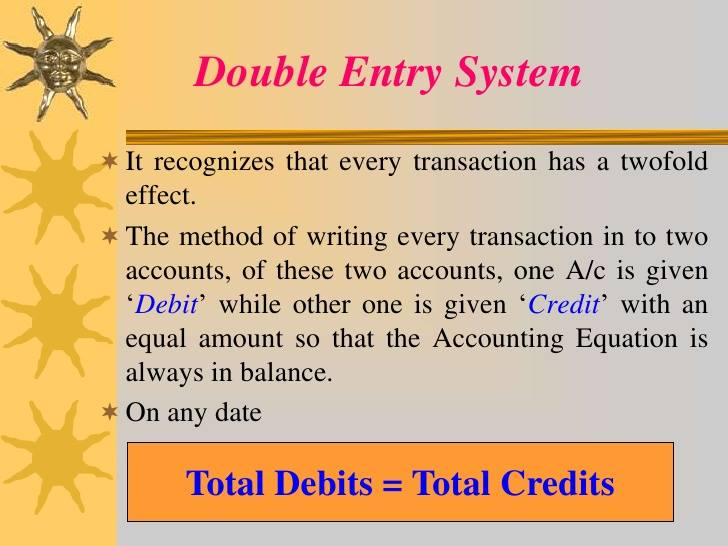 Double Entry System
It recognizes that every transaction has a twofold
effect.
The method of writing every transaction in to two
accounts, of these two accounts, one A/c is given
‘Debit’ while other one is given ‘Credit’ with an
equal amount so that the Accounting Equation is
always in balance.
On any date
Total Debits = Total Credits